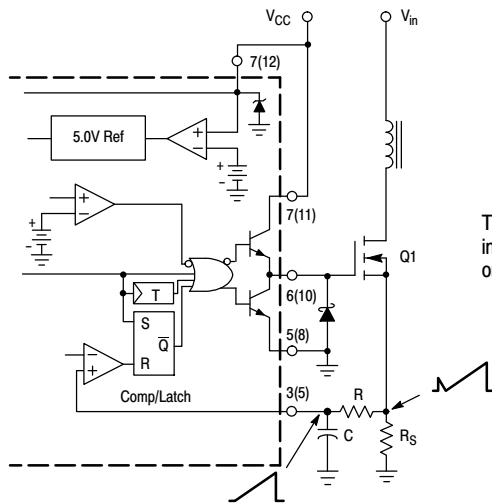 VCC
Vin
7(12)
5.0V Ref
+
−
+
−
+
−
7(11)
Q1
6(10)
T
S
Q
R
5(8)
−
+
3(5)
Comp/Latch
R
C
RS
T
in
o